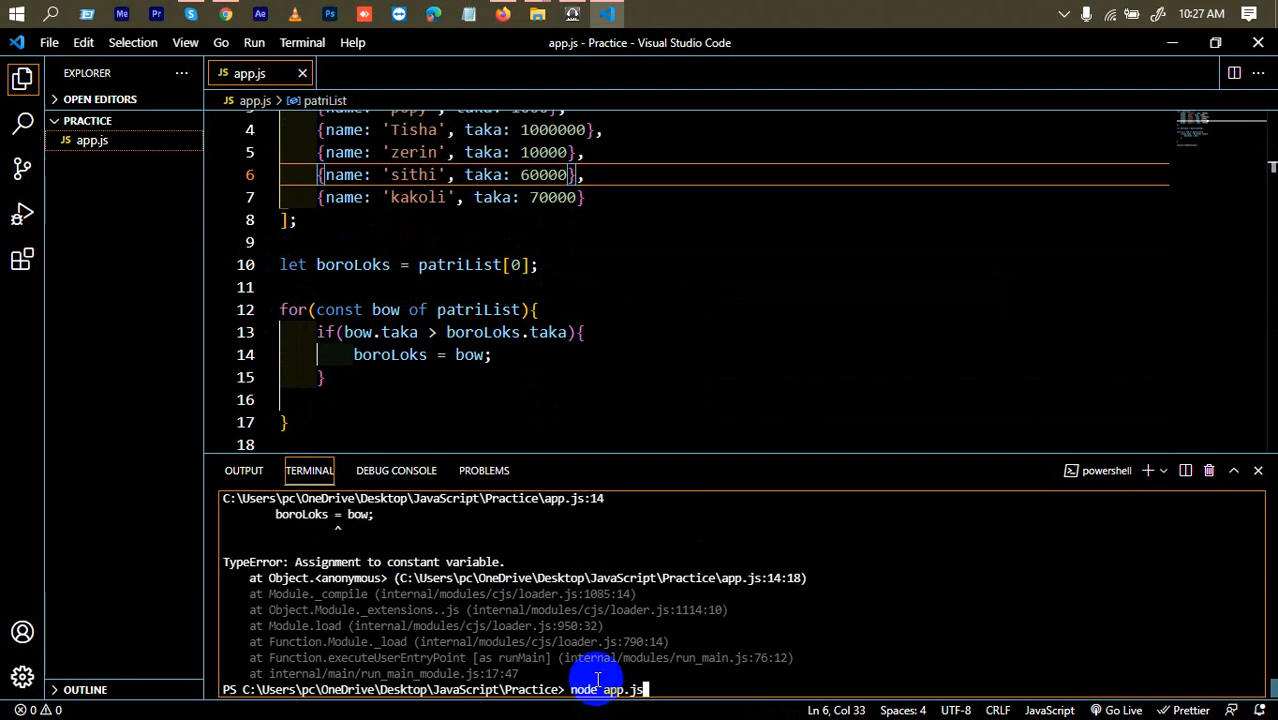 10:27 AM
File Edit Selection View Go Run Terminal Help
app.js - Practice - Visual Studio Code
EXPLORER
JS app.js
OPEN EDITORS
JS app.js > patriList
PRACTICE
JS app.js
4 {name: 'Tisha', taka: 1000000},
5 {name: 'zerin', taka: 10000},
6 {name: 'sithi', taka: 60000},
7 {name: 'kakoli', taka: 70000}
8 ];
9
10 let boroLoks = patriList[0];
11
12 for(const bow of patriList){
13 if(bow.taka > boroLoks.taka){
14 boroLoks = bow;
15 }
16
17 }
18
OUTPUT TERMINAL DEBUG CONSOLE PROBLEMS
powershell
C:\Users\pc\OneDrive\Desktop\JavaScript\Practice\app.js:14
boroLoks = bow;
^
TypeError: Assignment to constant variable.
at Object.<anonymous> (C:\Users\pc\OneDrive\Desktop\JavaScript\Practice\app.js:14:18)
at Module._compile (internal/modules/cjs/loader.js:1085:14)
at Object.Module._extensions..js (internal/modules/cjs/loader.js:1114:10)
at Module.load (internal/modules/cjs/loader.js:950:32)
at Function.Module._load (internal/modules/cjs/loader.js:790:14)
at Function.executeUserEntryPoint [as runMain] (internal/modules/run_main.js:76:12)
at internal/main/run_main_module.js:17:47
PS C:\Users\pc\OneDrive\Desktop\JavaScript\Practice> node app.js
OUTLINE
0 0
Ln 6, Col 33 Spaces: 4 UTF-8 CRLF JavaScript Go Live Prettier